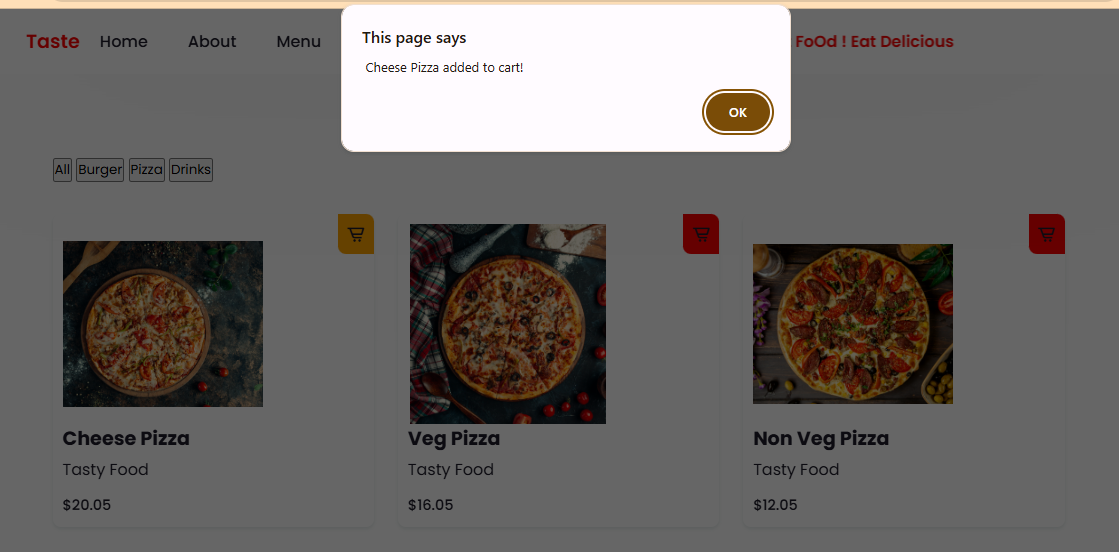 This page says
Cheese Pizza added to cart!
OK
Taste Home About Menu FoOd ! Eat Delicious
All Burger Pizza Drinks
Cheese Pizza Veg Pizza Non Veg Pizza
Tasty Food Tasty Food Tasty Food
$20.05 $16.05 $12.05